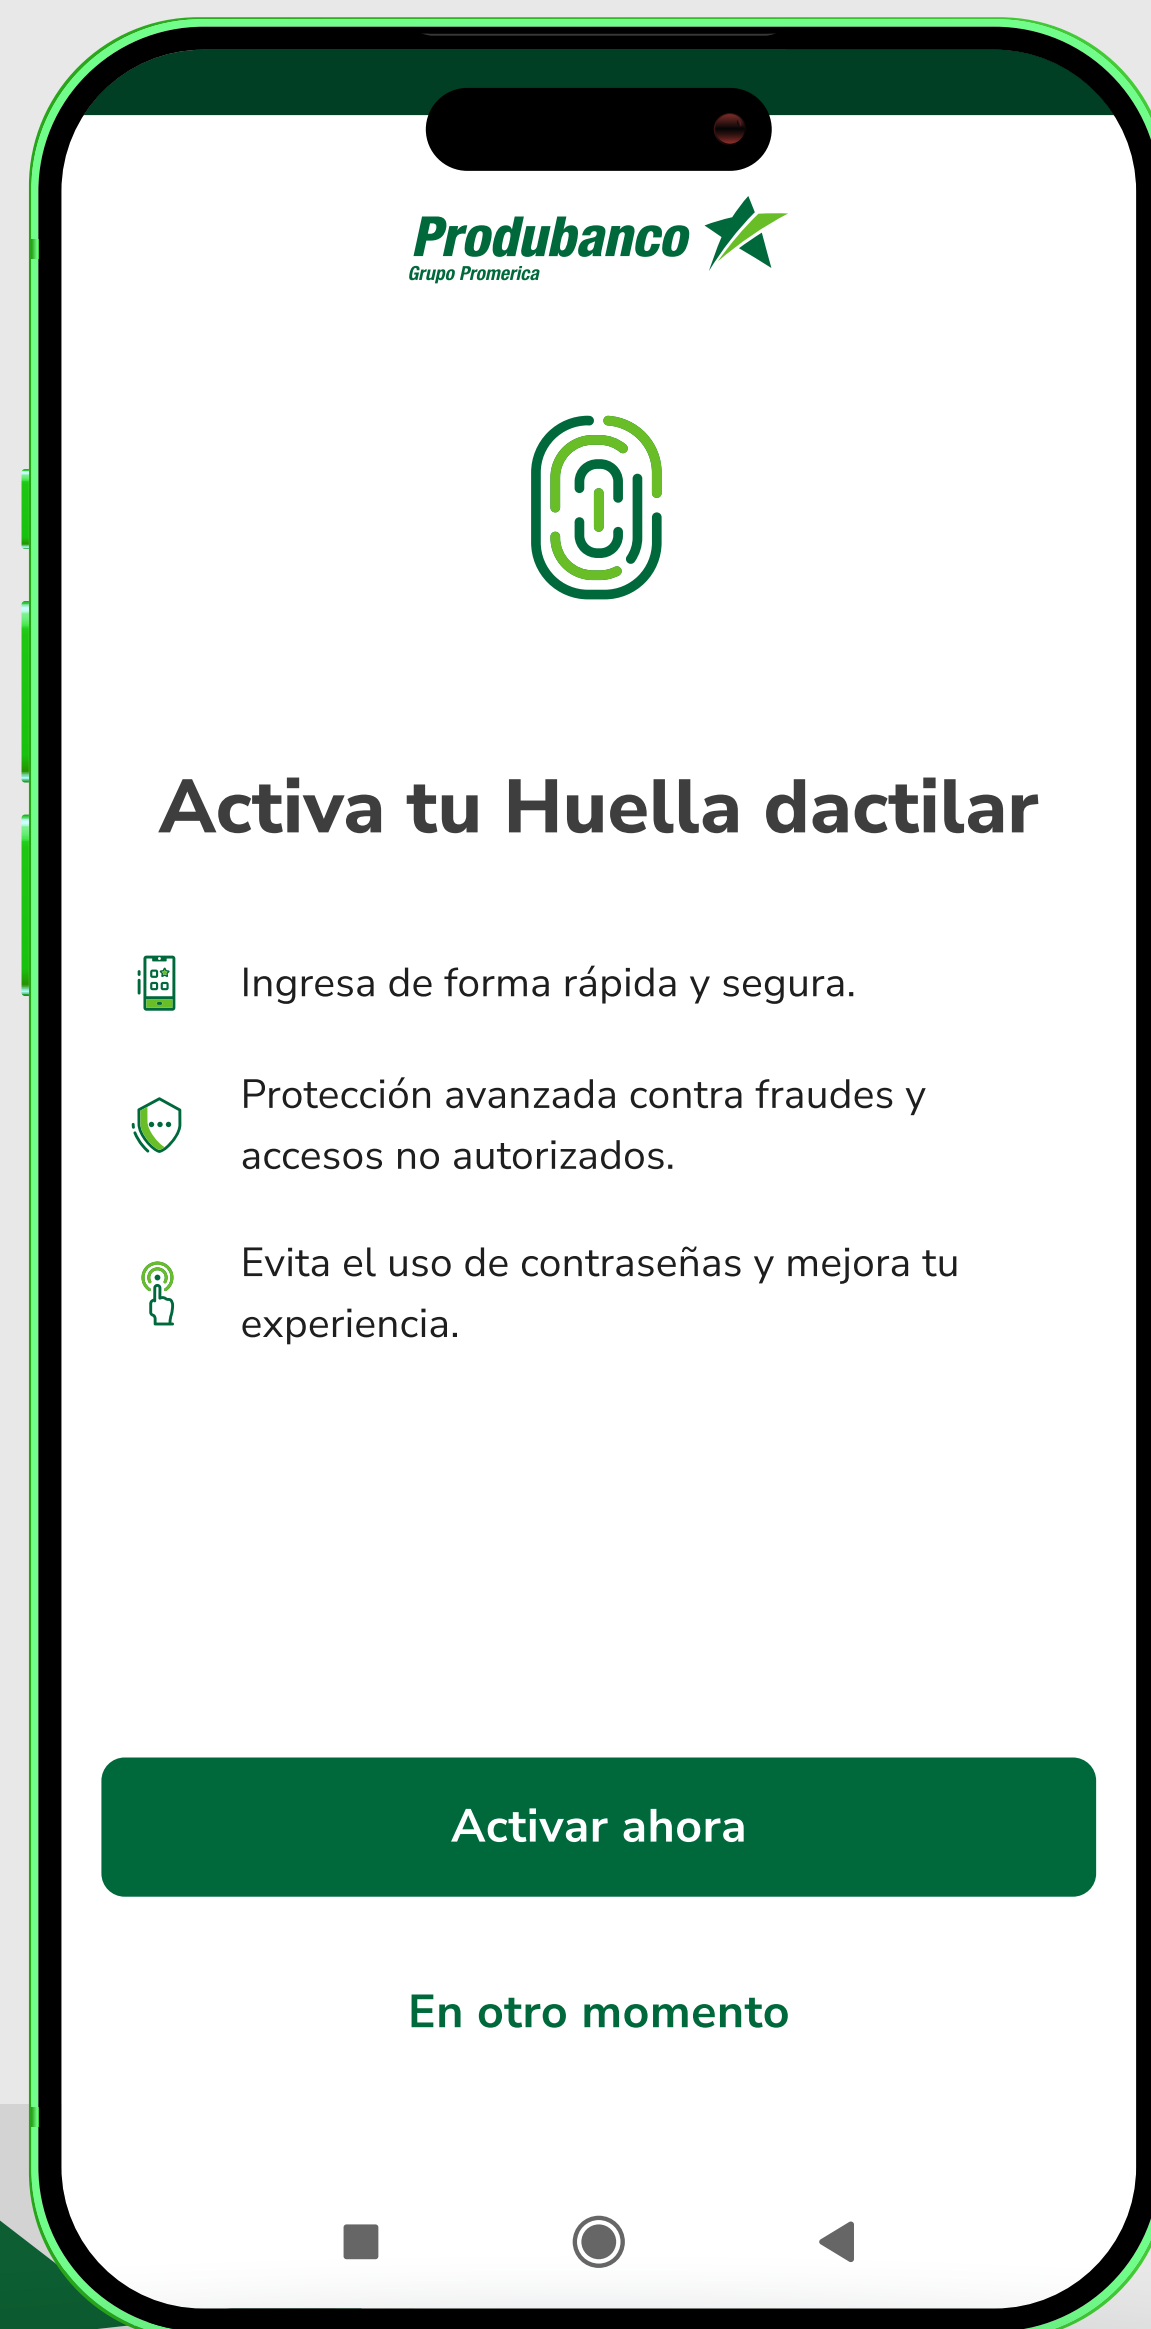 Produbanco
Grupo Promerica
Activa tu Huella dactilar
Ingresa de forma rápida y segura.
Protección avanzada contra fraudes y
accesos no autorizados.
Evita el uso de contraseñas y mejora tu
experiencia.
Activar ahora
En otro momento